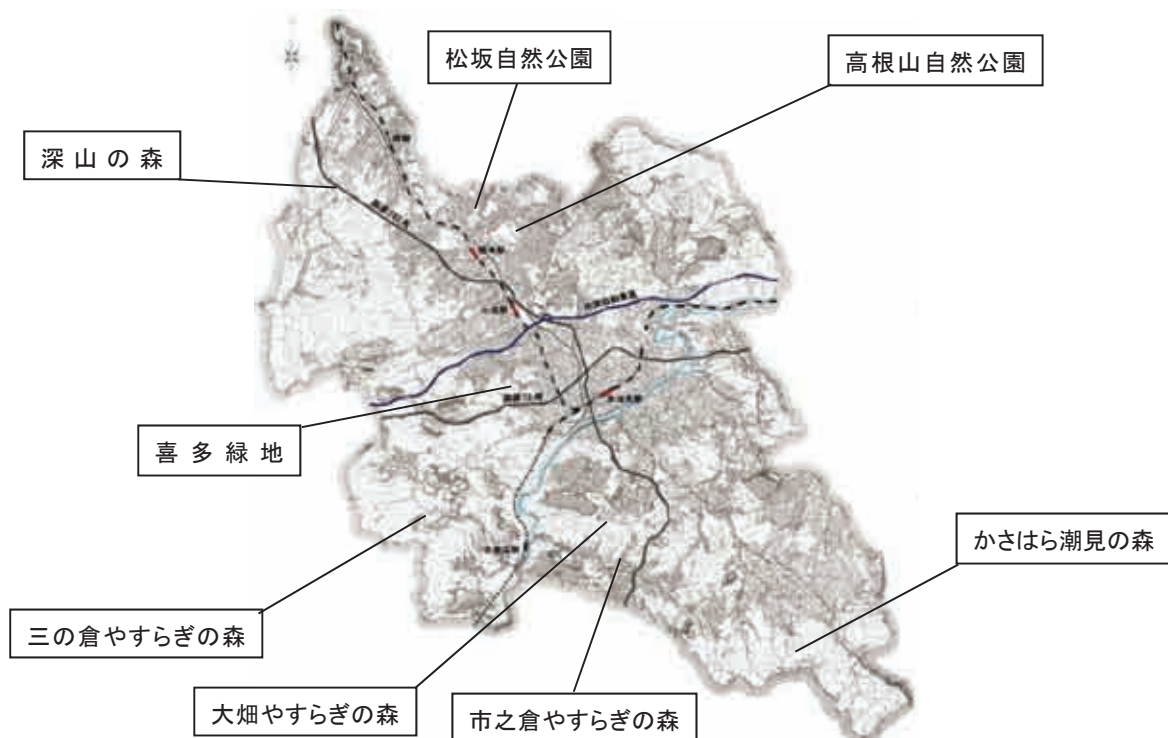 松坂自然公園
高根山自然公園
深山の森
喜多緑地
かさはら潮見の森
三の倉やすらぎの森
大畑やすらぎの森
市之倉やすらぎの森